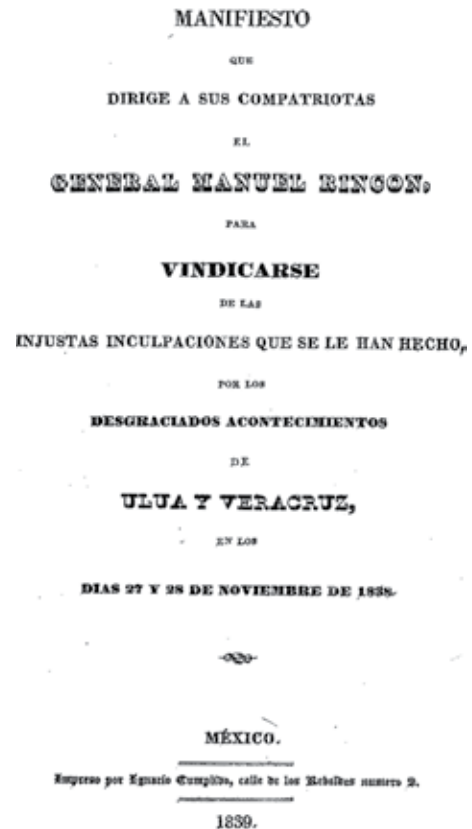 MANIFIESTO
QUE
DIRIGE A SUS COMPATRIOTAS
EL
GENERAL MANUEL RINCON,
PARA
VINDICARSE
DE LAS
INJUSTAS INCULPACIONES QUE SE LE HAN HECHO,
POR LOS
DESGRACIADOS ACONTECIMIENTOS
DE
ULUA Y VERACRUZ,
EN LOS
DIAS 27 Y 28 DE NOVIEMBRE DE 1838.
MÉXICO.
Impreso por Ignacio Cumplido, calle de los Rebeldes numero 2.
1839.